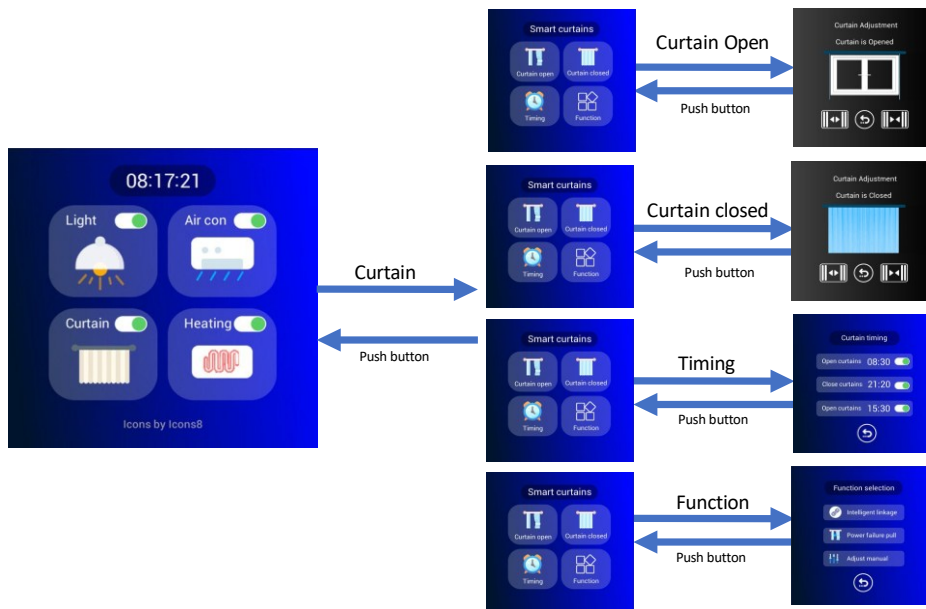 08:17:21
Light
Air con
Curtain
Heating
Icons by Icons8
Curtain
Push button
Smart curtains
Curtain open
Curtain closed
Timing
Function
Curtain Open
Push button
Curtain Adjustment
Curtain is Opened
Smart curtains
Curtain open
Curtain closed
Timing
Function
Curtain closed
Push button
Curtain Adjustment
Curtain is Closed
Smart curtains
Curtain open
Curtain closed
Timing
Function
Timing
Push button
Curtain timing
Open curtains 08:30
Close curtains 21:20
Open curtains 15:30
Smart curtains
Curtain open
Curtain closed
Timing
Function
Function
Push button
Function selection
Intelligent linkage
Power failure pull
Adjust manual